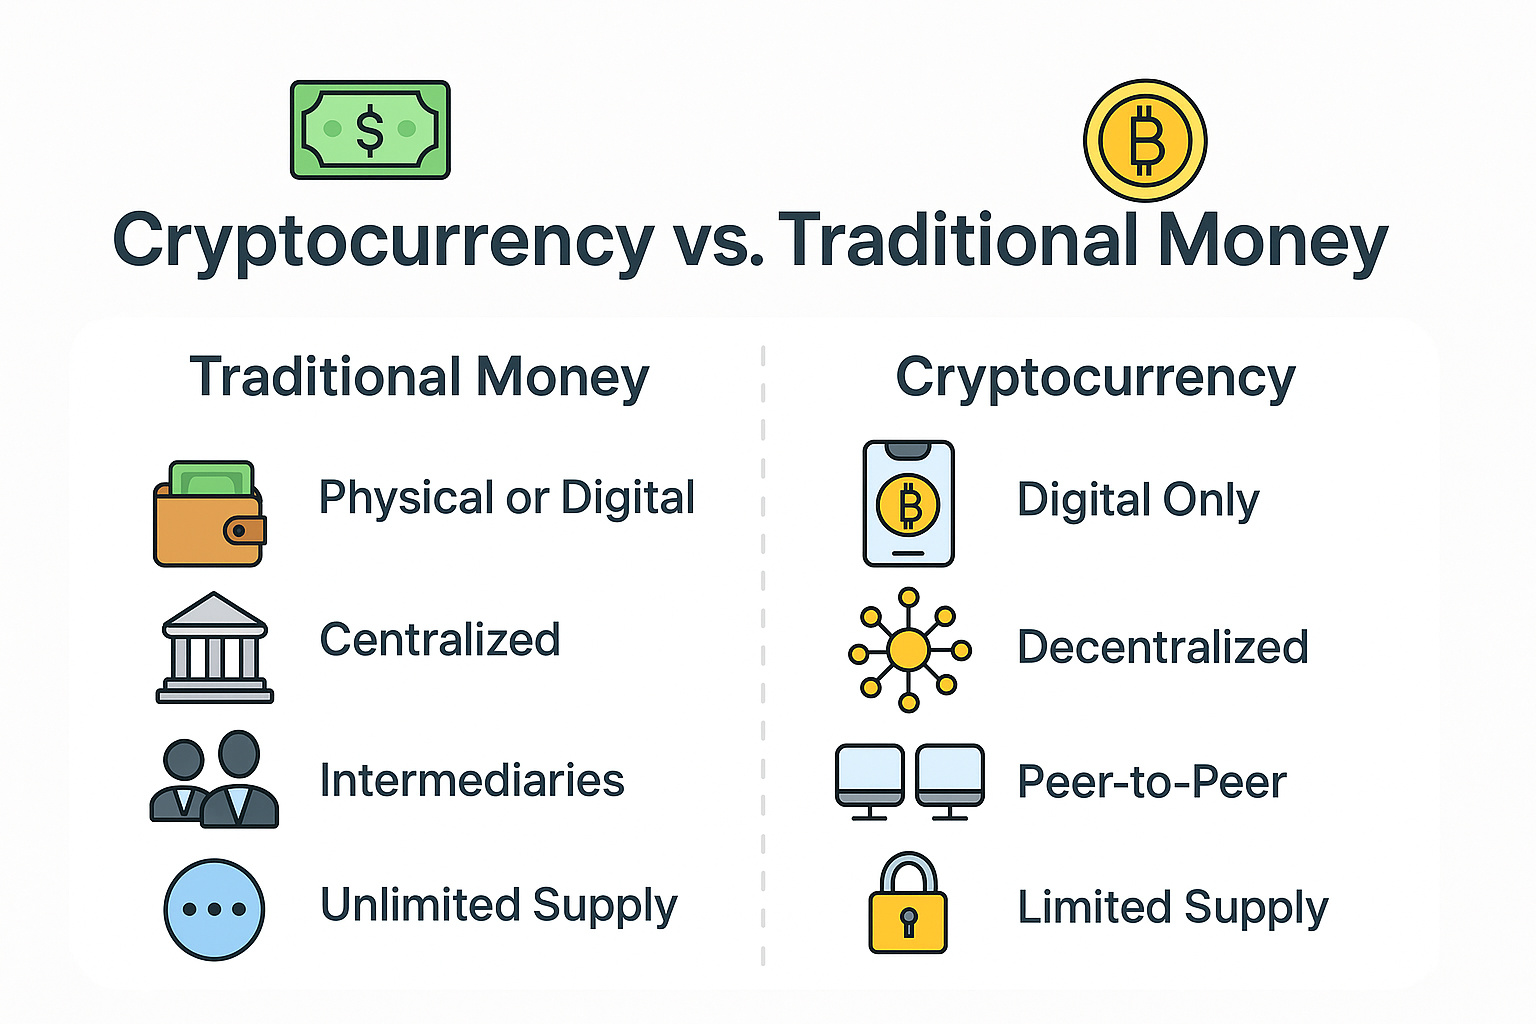 $
₿
Cryptocurrency vs. Traditional Money
Traditional Money
Physical or Digital
Centralized
Intermediaries
Unlimited Supply
Cryptocurrency
₿
Digital Only
Decentralized
Peer-to-Peer
Limited Supply